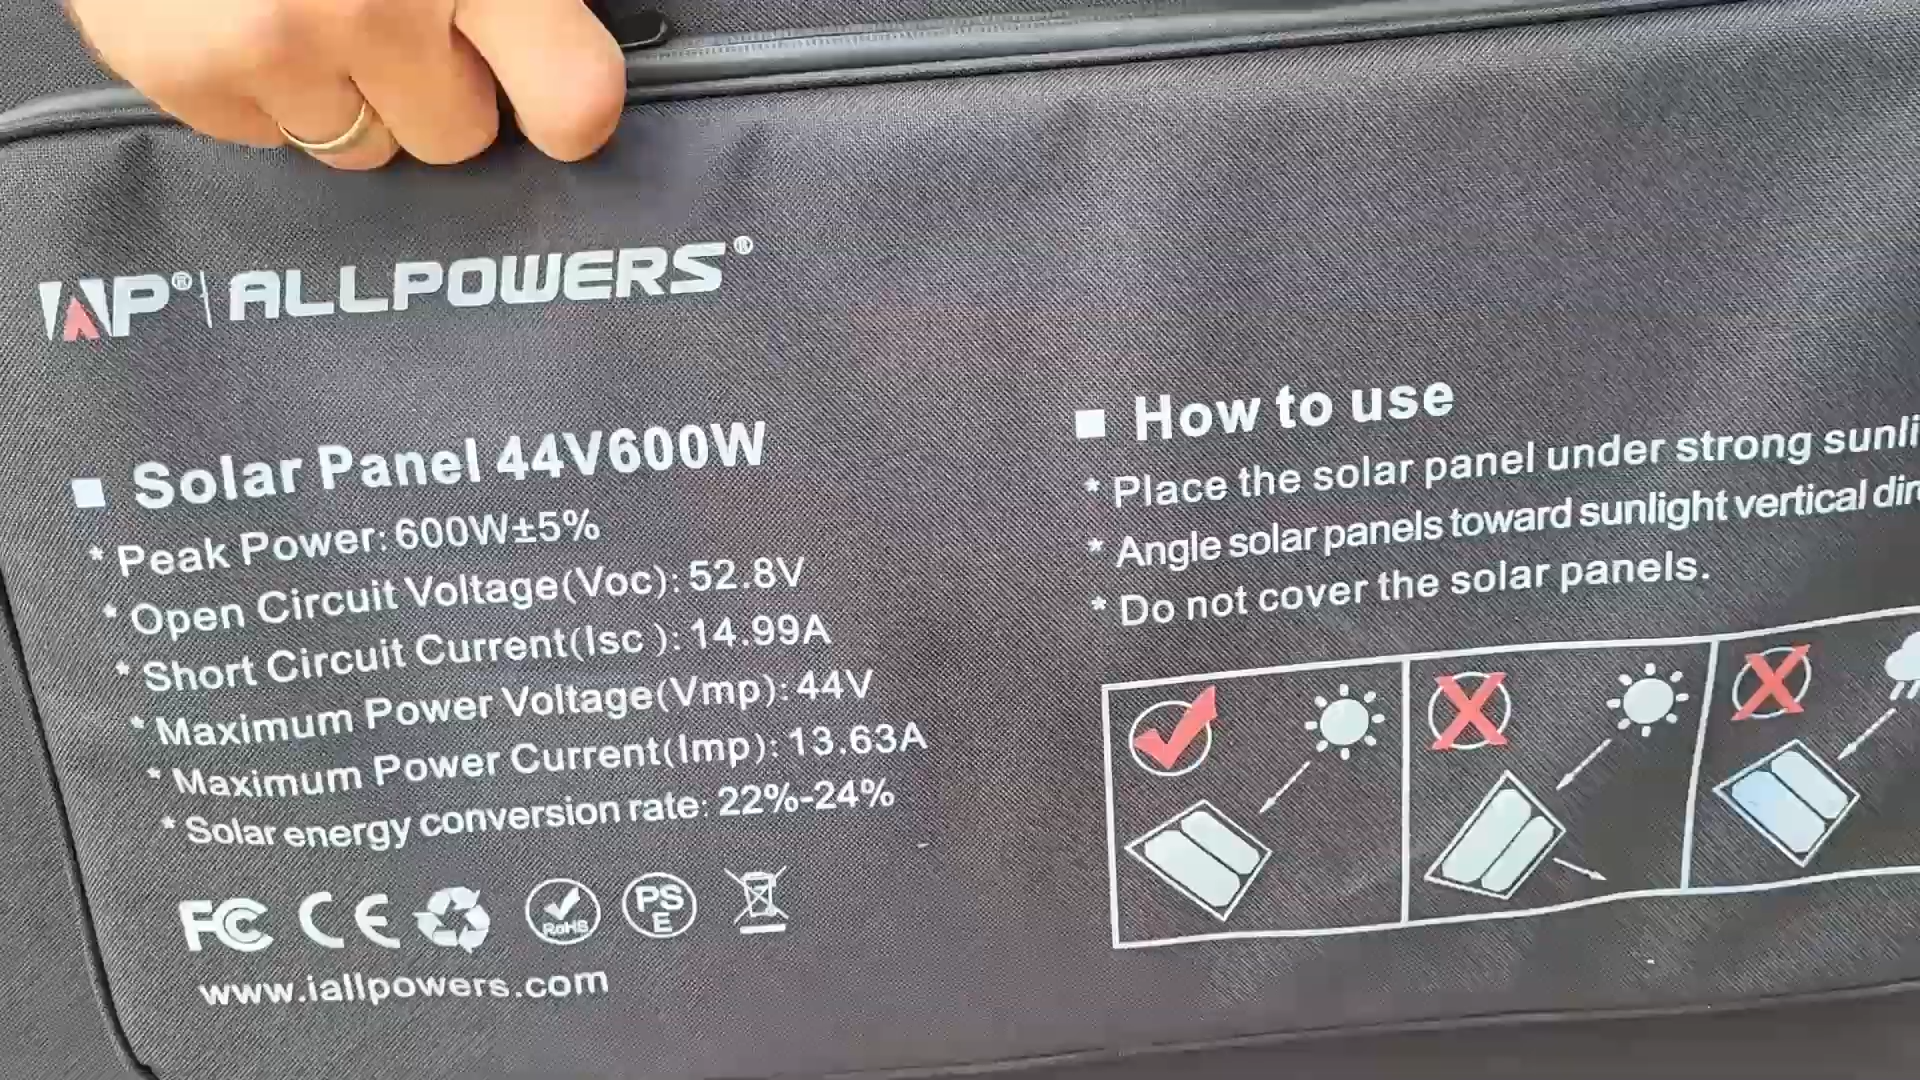 AP® | ALLPOWERS®
■ Solar Panel 44V600W
* Peak Power: 600W±5%
* Open Circuit Voltage(Voc): 52.8V
* Short Circuit Current(Isc ): 14.99A
* Maximum Power Voltage(Vmp): 44V
* Maximum Power Current(Imp): 13.63A
* Solar energy conversion rate: 22%-24%
FC CE RoHS PS E
www.iallpowers.com
■ How to use
* Place the solar panel under strong
* Angle solar panels toward sunlight vertical
* Do not cover the solar panels.